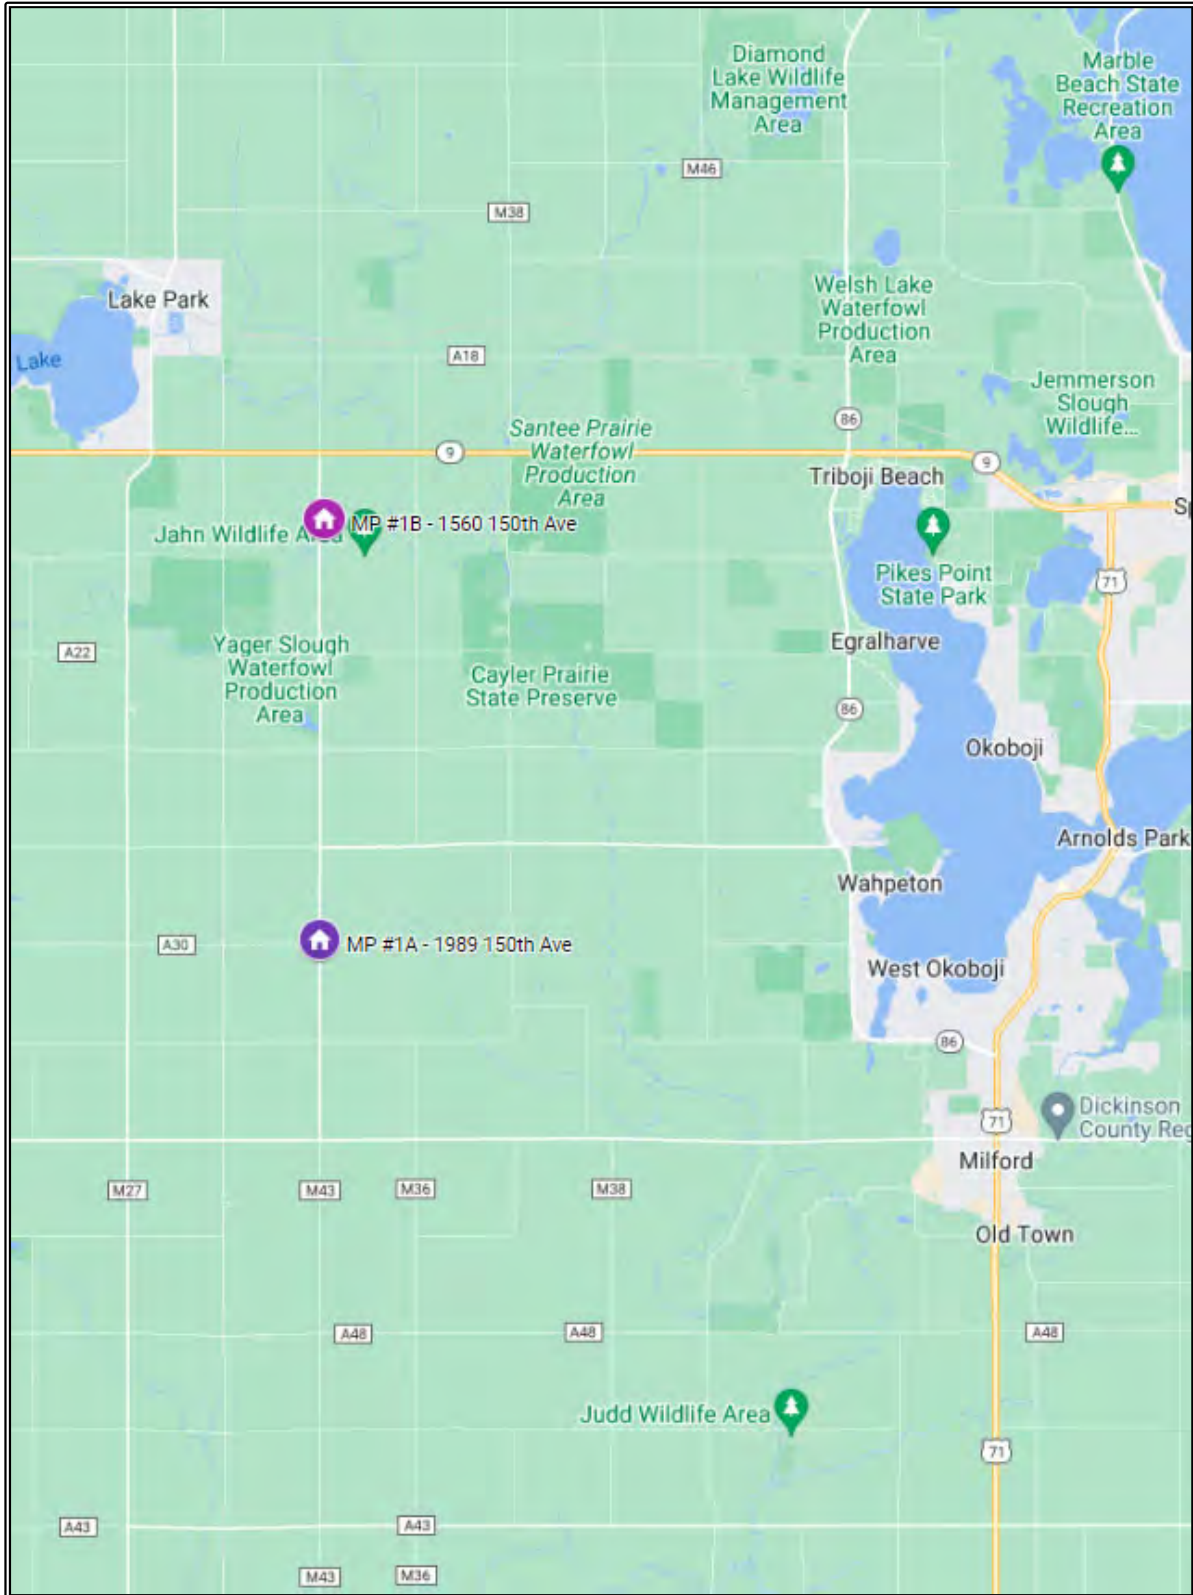 Diamond
Lake Wildlife
Management
Area
Marble
Beach State
Recreation
Area
M46
M38
Lake Park
Welsh Lake
Waterfowl
Production
Area
Lake
A18
Jemmerson
Slough
Wildlife...
86
Santee Prairie
Waterfowl
Production
Area
9
9
Triboji Beach
Sp
MP #1B - 1560 150th Ave
Jahn Wildlife A
Pikes Point
State Park
71
Egralharve
A22
Yager Slough
Waterfowl
Production
Area
Cayler Prairie
State Preserve
86
Okoboji
Arnolds Park
Wahpeton
A30
MP #1A - 1989 150th Ave
West Okoboji
86
Dickinson
County Reg
71
Milford
M27
M43
M36
M38
Old Town
A48
A48
A48
Judd Wildlife Area
71
A43
A43
M43
M36